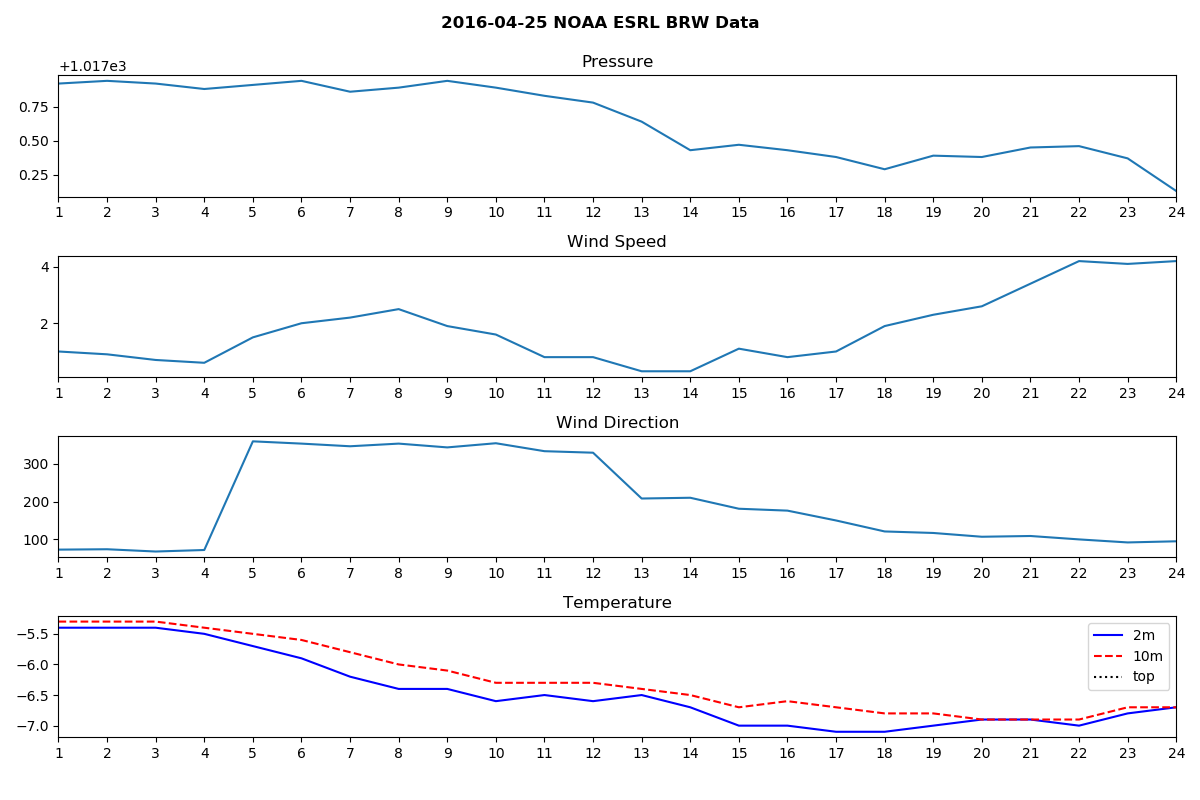 2016-04-25 NOAA ESRL BRW Data
Pressure
+1.017e3
0.75
0.50
0.25
1 2 3 4 5 6 7 8 9 10 11 12 13 14 15 16 17 18 19 20 21 22 23 24
Wind Speed
4
2
1 2 3 4 5 6 7 8 9 10 11 12 13 14 15 16 17 18 19 20 21 22 23 24
Wind Direction
300
200
100
1 2 3 4 5 6 7 8 9 10 11 12 13 14 15 16 17 18 19 20 21 22 23 24
Temperature
−5.5
−6.0
−6.5
−7.0
2m
10m
top
1 2 3 4 5 6 7 8 9 10 11 12 13 14 15 16 17 18 19 20 21 22 23 24